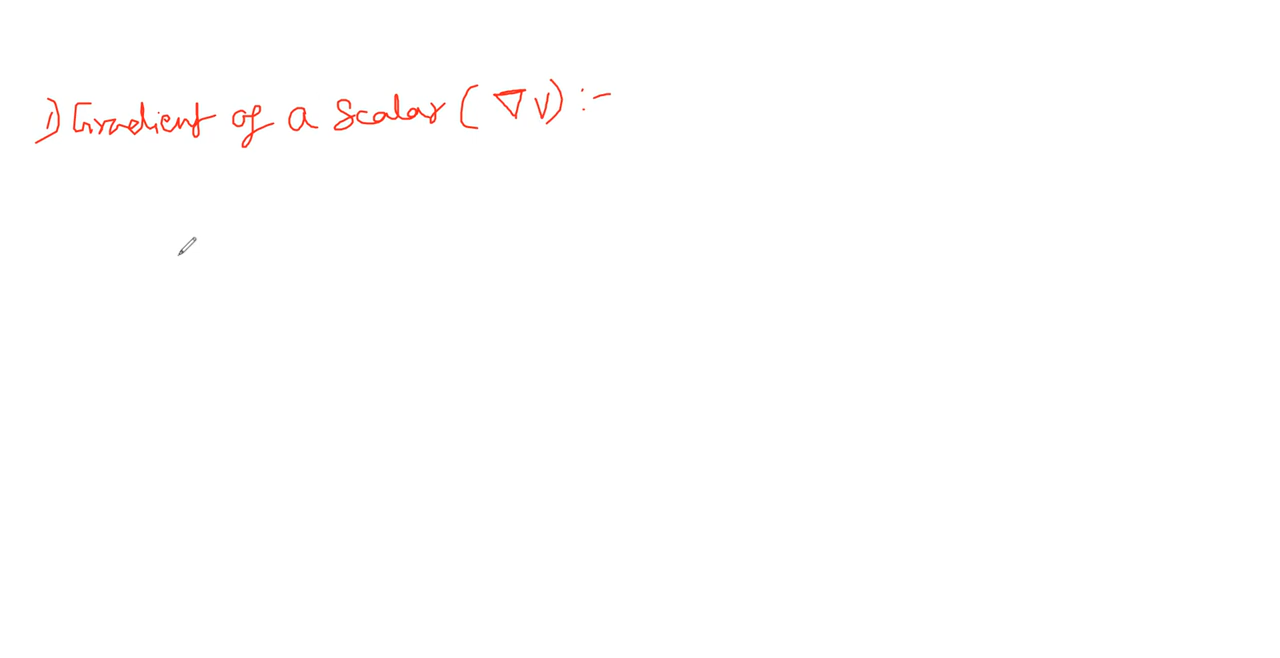 1) Gradient of a Scalar ( ∇ V) :-